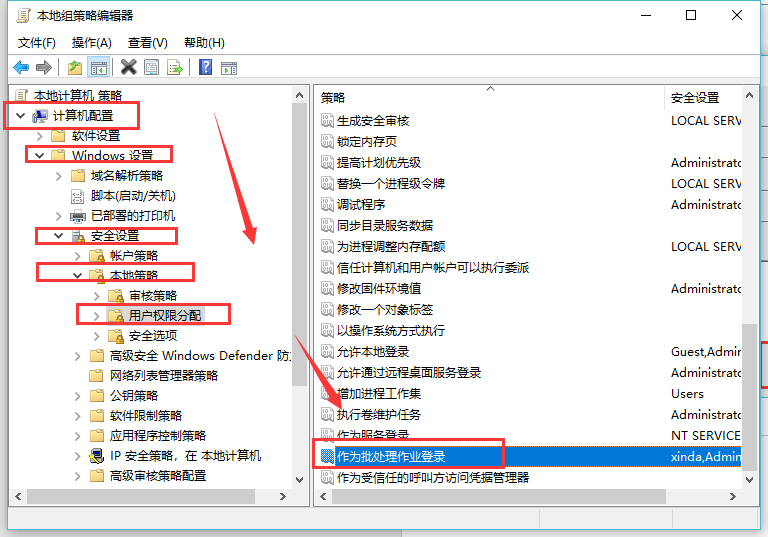 本地组策略编辑器
文件(F) 操作(A) 查看(V) 帮助(H)
本地计算机 策略
计算机配置
软件设置
Windows 设置
域名解析策略
脚本(启动/关机)
已部署的打印机
安全设置
帐户策略
本地策略
审核策略
用户权限分配
安全选项
高级安全 Windows Defender 防
网络列表管理器策略
公钥策略
软件限制策略
应用程序控制策略
IP 安全策略，在 本地计算机
高级审核策略配置
策略 安全设置
生成安全审核 LOCAL SERV
锁定内存页
提高计划优先级 Administrato
替换一个进程级令牌 LOCAL SERV
调试程序 Administrato
同步目录服务数据
为进程调整内存配额 LOCAL SERV
信任计算机和用户帐户可以执行委派
修改固件环境值 Administrato
修改一个对象标签
以操作系统方式执行
允许本地登录 Guest,Admi
允许通过远程桌面服务登录 Administrato
增加进程工作集 Users
执行卷维护任务 Administrato
作为服务登录 NT SERVICE
作为批处理作业登录 xinda,Admin
作为受信任的呼叫方访问凭据管理器